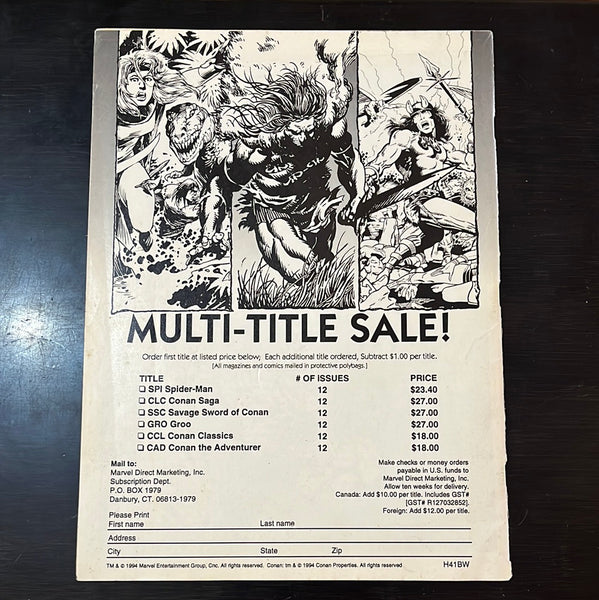 MULTI-TITLE SALE!
Order first title at listed price below; Each additional title ordered, Subtract $1.00 per title.
[All magazines and comics mailed in protective polybags.]
TITLE # OF ISSUES PRICE
SPI Spider-Man 12 $23.40
CLC Conan Saga 12 $27.00
SSC Savage Sword of Conan 12 $27.00
GRO Groo 12 $27.00
CCL Conan Classics 12 $18.00
CAD Conan the Adventurer 12 $18.00
Mail to:
Marvel Direct Marketing, Inc.
Subscription Dept.
P.O. BOX 1979
Danbury, CT. 06813-1979
Make checks or money orders
payable in U.S. funds to
Marvel Direct Marketing, Inc.
Allow ten weeks for delivery.
Canada: Add $10.00 per title. Includes GST#
[GST# R127032852].
Foreign: Add $12.00 per title.
Please Print
First name Last name
Address
City State Zip
TM & © 1994 Marvel Entertainment Group, Cnc. All rights reserved. Conan: tm & © 1994 Conan Properties. All rights reserved.
H41BW